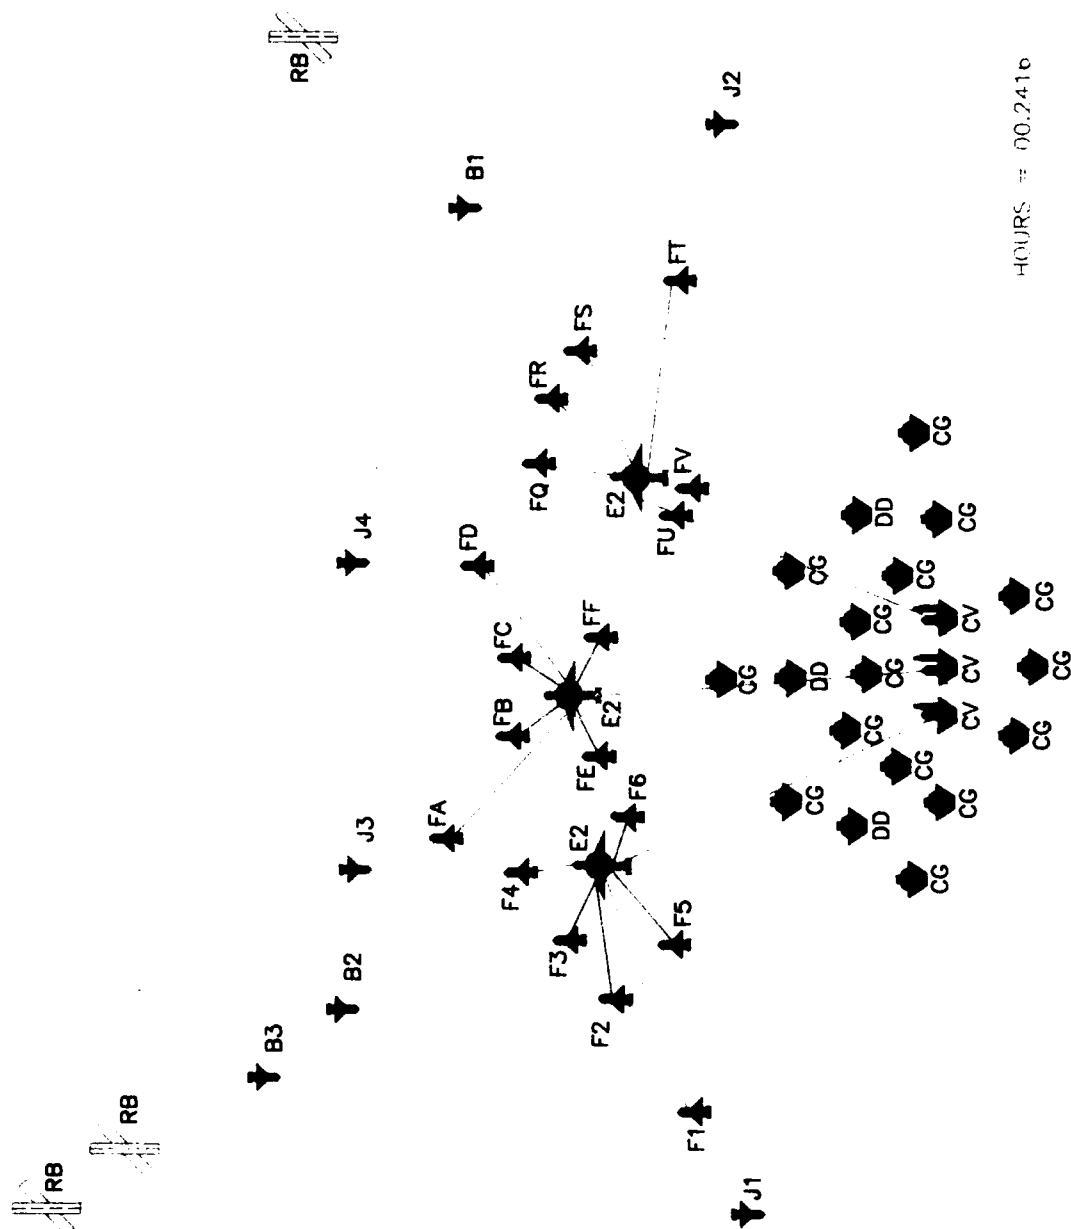 RB
RB
B3
RB
B2
J3
J4
FA
FD
B1
F4
FB
FC
FQ
FR
F3
E2
FE
FS
F2
E2
FF
E2
F6
F1
F5
FU
FV
FT
J1
CG
J2
CG
DD
CG
DD
CG
CG
CG
DD
CG
CG
CG
CG
CG
CV
CV
CV
CG
CG
CG
CG
HOURS = 00.2416